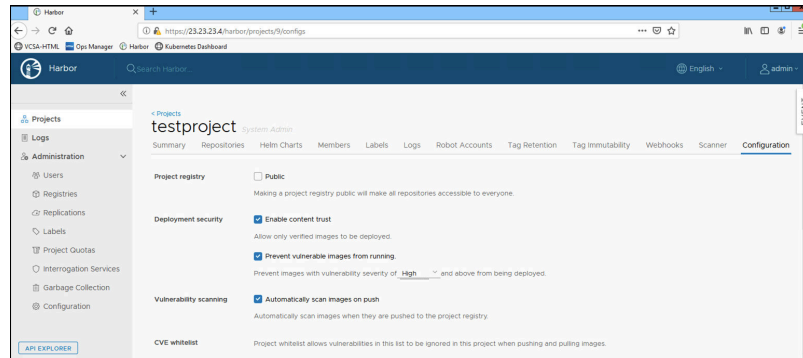 Harbor
https://23.23.23.4/harbor/projects/9/configs
VCSA-HTML Ops Manager Harbor Kubernetes Dashboard
Harbor
Search Harbor...
English
admin
Projects
Logs
Administration
Users
Registries
Replications
Labels
Project Quotas
Interrogation Services
Garbage Collection
Configuration
API EXPLORER
< Projects
testproject System Admin
Summary Repositories Helm Charts Members Labels Logs Robot Accounts Tag Retention Tag Immutability Webhooks Scanner Configuration
Project registry Public
Making a project registry public will make all repositories accessible to everyone.
Deployment security Enable content trust
Allow only verified images to be deployed.
Prevent vulnerable images from running.
Prevent images with vulnerability severity of High and above from being deployed.
Vulnerability scanning Automatically scan images on push
Automatically scan images when they are pushed to the project registry.
CVE whitelist Project whitelist allows vulnerabilities in this list to be ignored in this project when pushing and pulling images.